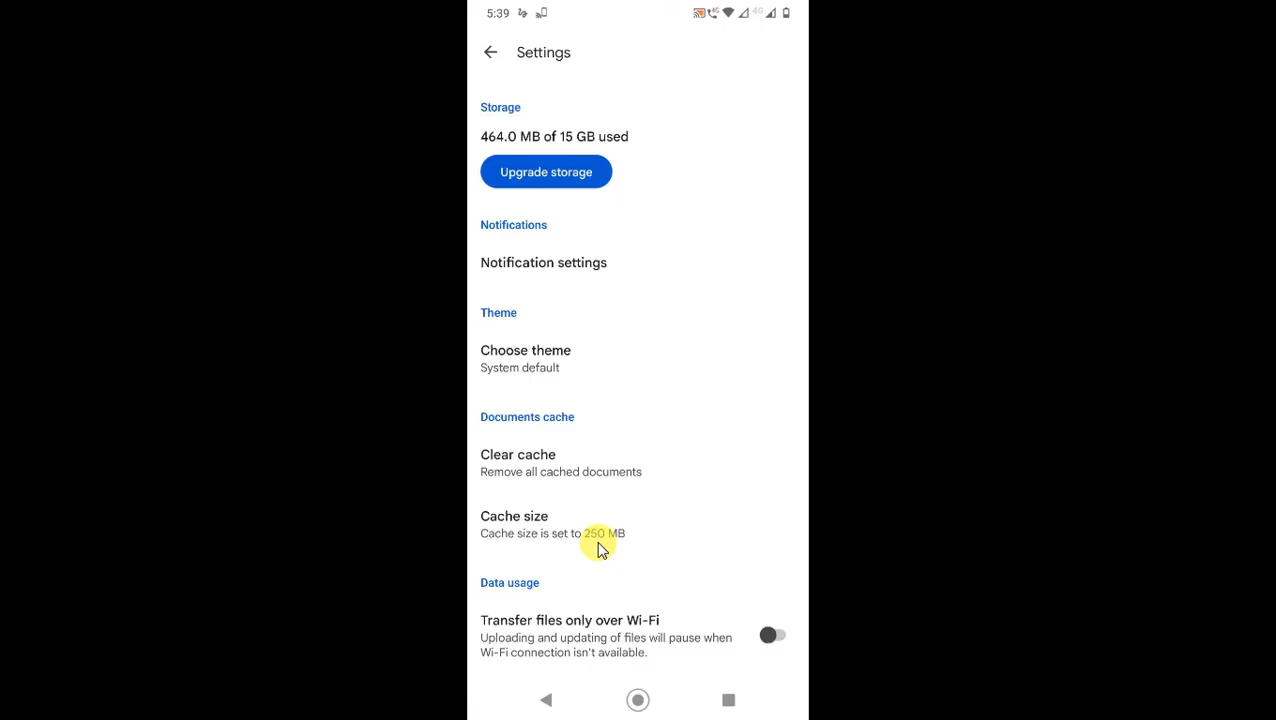 5:39
4G
4G
Settings
Storage
464.0 MB of 15 GB used
Upgrade storage
Notifications
Notification settings
Theme
Choose theme
System default
Documents cache
Clear cache
Remove all cached documents
Cache size
Cache size is set to 250 MB
Data usage
Transfer files only over Wi-Fi
Uploading and updating of files will pause when
Wi-Fi connection isn't available.